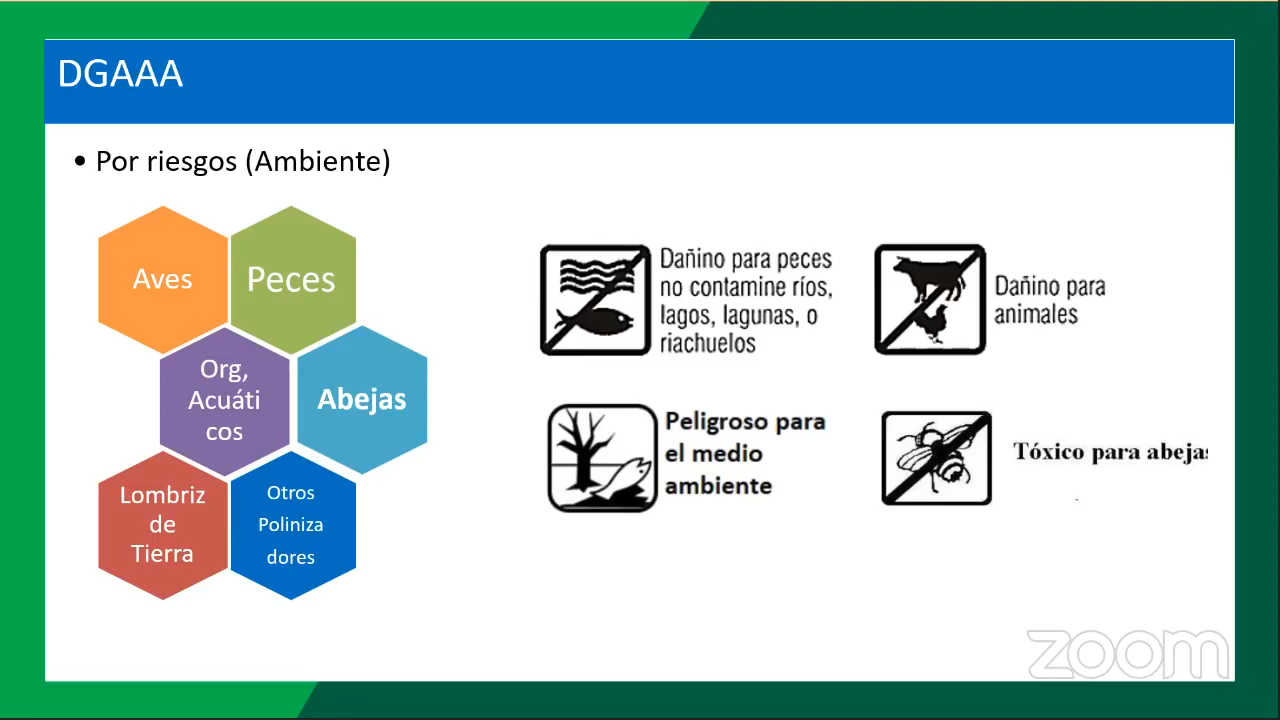 DGAAA
• Por riesgos (Ambiente)
Aves
Peces
Org,
Acuáti
cos
Abejas
Lombriz
de
Tierra
Otros
Poliniza
dores
Dañino para peces
no contamine ríos,
lagos, lagunas, o
riachuelos
Dañino para
animales
Peligroso para
el medio
ambiente
Tóxico para abejas
zoom